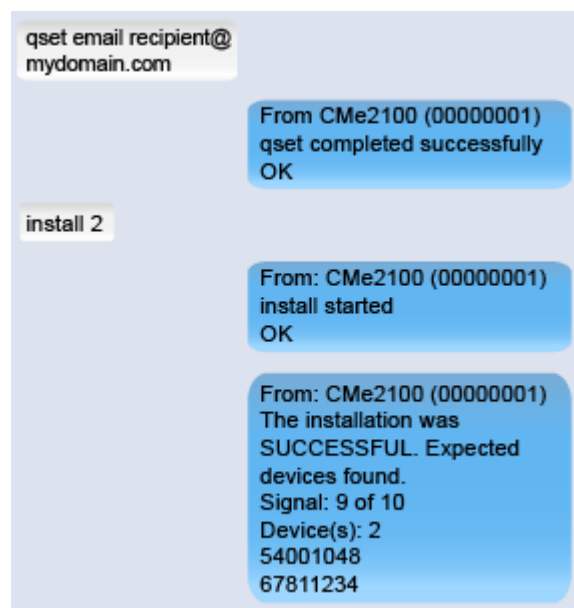 qset email recipient@
mydomain.com
From CMe2100 (00000001)
qset completed successfully
OK
install 2
From: CMe2100 (00000001)
install started
OK
From: CMe2100 (00000001)
The installation was
SUCCESSFUL. Expected
devices found.
Signal: 9 of 10
Device(s): 2
54001048
67811234